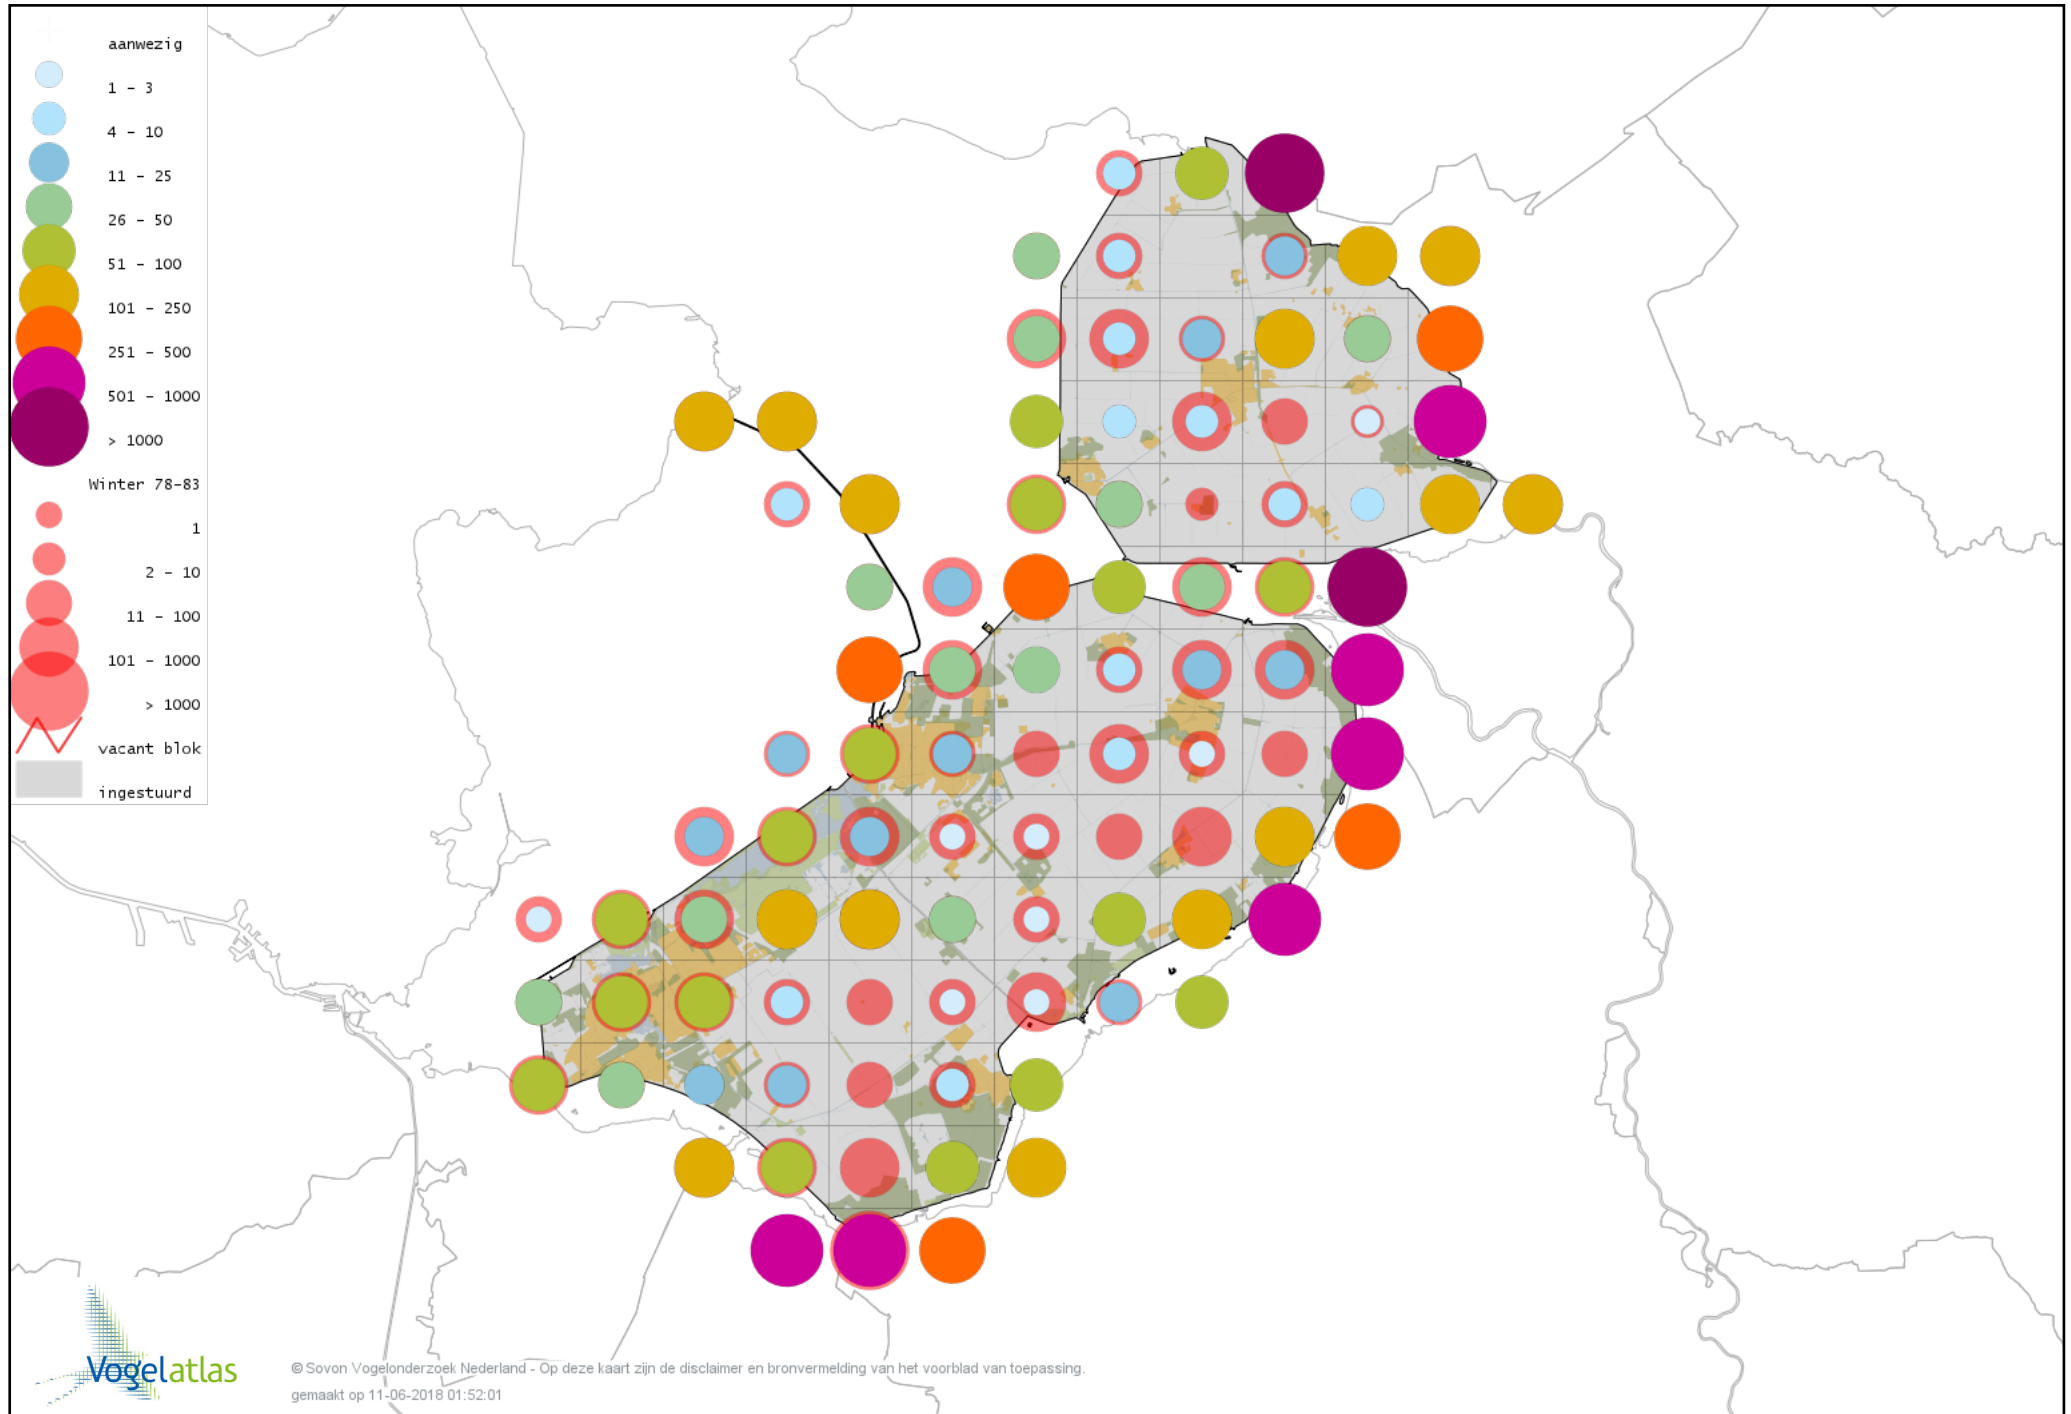 aanwezig
1 - 3
4 - 10
11 - 25
26 - 50
51 - 100
101 - 250
251 - 500
501 - 1000
> 1000
Winter 78-83
1
2 - 10
11 - 100
101 - 1000
> 1000
vacant blok
ingestuurd
Vogelatlas
© Sovon Vogelonderzoek Nederland - Op deze kaart zijn de disclaimer en bronvermelding van het voorblad van toepassing.
gemaakt op 11-06-2018 01:52:01